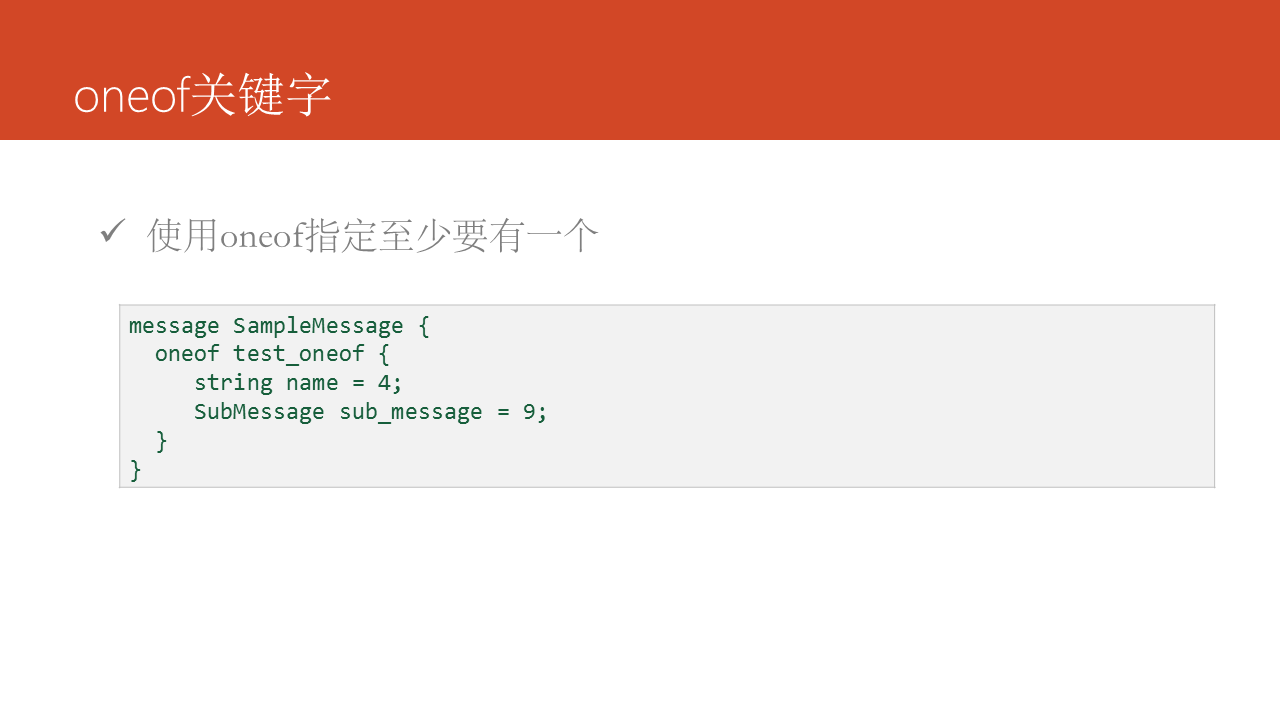 oneof关键字
✓ 使用oneof指定至少要有一个
message SampleMessage {
  oneof test_oneof {
     string name = 4;
     SubMessage sub_message = 9;
  }
}